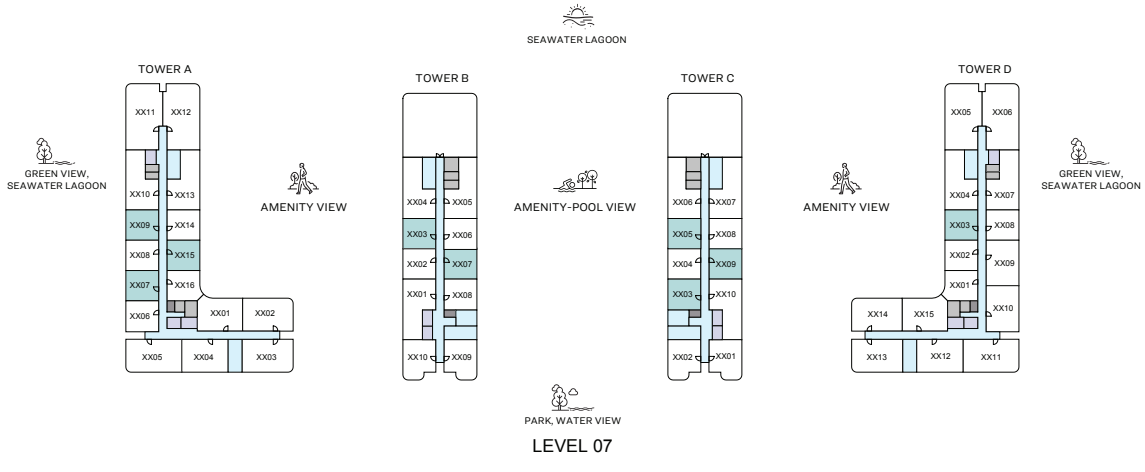 SEAWATER LAGOON
TOWER A
TOWER B
TOWER C
TOWER D
XX11
XX12
XX10
XX13
XX09
XX14
XX08
XX15
XX07
XX16
XX06
XX01
XX02
XX05
XX04
XX03
XX04
XX05
XX03
XX06
XX02
XX07
XX01
XX08
XX10
XX09
XX06
XX07
XX05
XX08
XX04
XX09
XX03
XX10
XX02
XX01
XX05
XX06
XX04
XX07
XX03
XX08
XX02
XX09
XX01
XX10
XX14
XX15
XX13
XX12
XX11
GREEN VIEW,
SEAWATER LAGOON
AMENITY VIEW
AMENITY-POOL VIEW
AMENITY VIEW
GREEN VIEW,
SEAWATER LAGOON
PARK, WATER VIEW
LEVEL 07